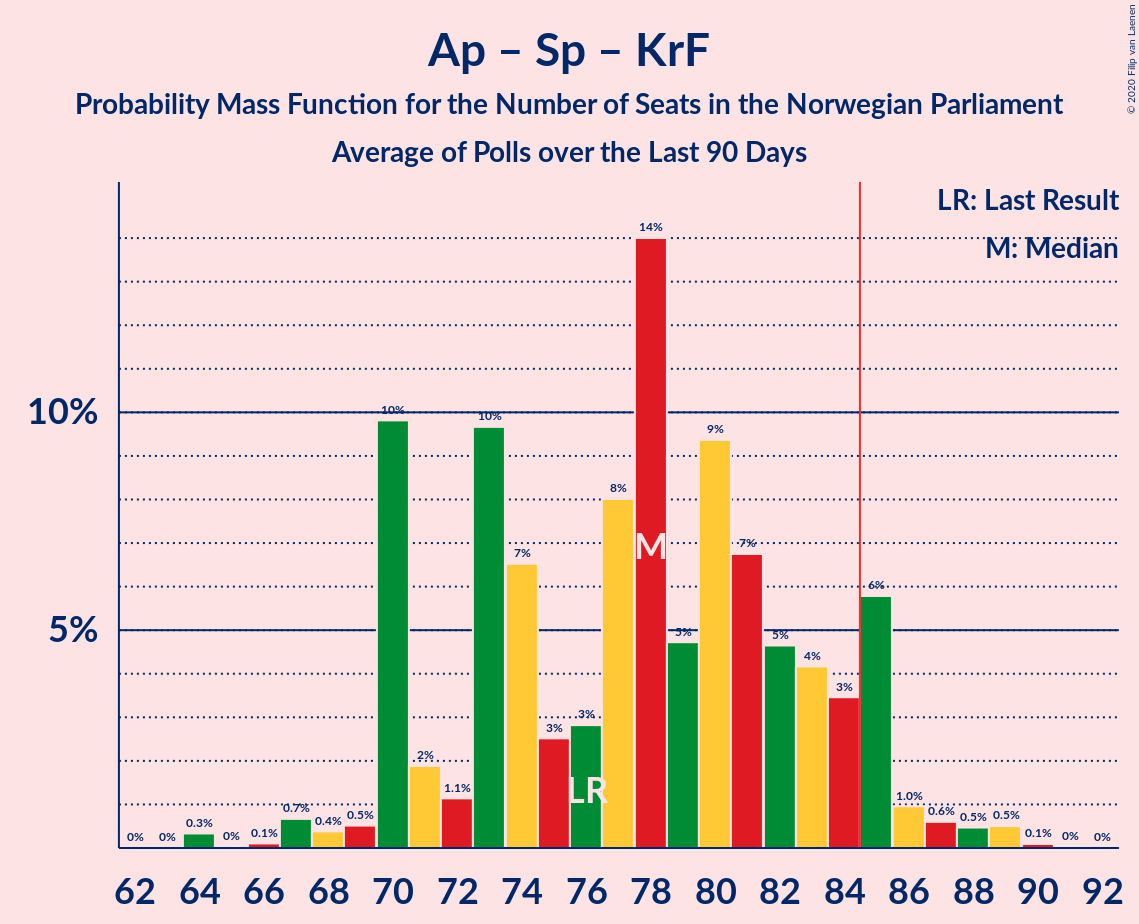 Ap – Sp – KrF
Probability Mass Function for the Number of Seats in the Norwegian Parliament
Average of Polls over the Last 90 Days
© 2020 Filip van Laenen
LR: Last Result
M: Median
10%
5%
0% 0% 0.3% 0% 0.1% 0.7% 0.4% 0.5% 10% 2% 1.1% 10% 7% 3% 3% 8% 14% 5% 9% 7% 5% 4% 3% 6% 1.0% 0.6% 0.5% 0.5% 0.1% 0% 0%
M
LR
62 64 66 68 70 72 74 76 78 80 82 84 86 88 90 92